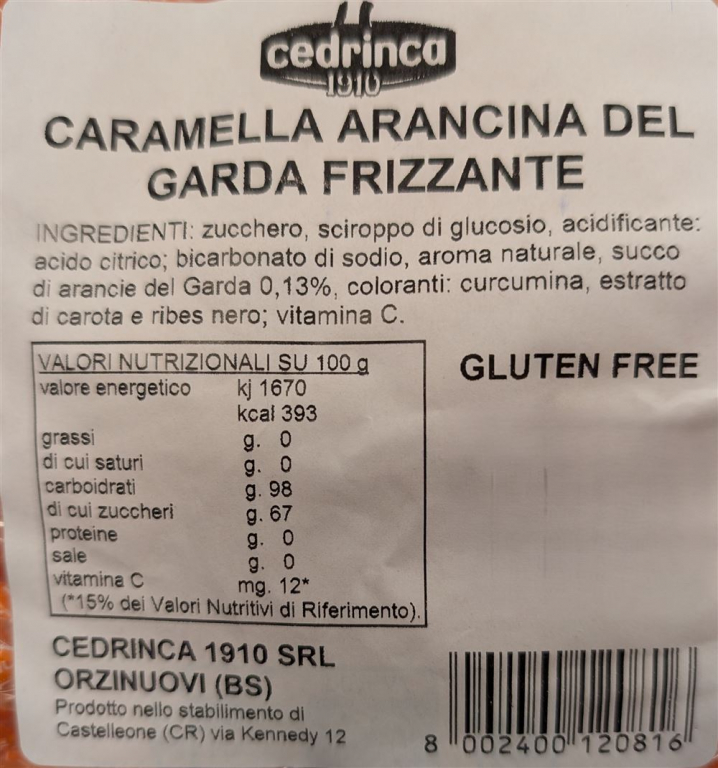 cedrinca
1910
CARAMELLA ARANCINA DEL
GARDA FRIZZANTE
INGREDIENTI: zucchero, sciroppo di glucosio, acidificante:
acido citrico; bicarbonato di sodio, aroma naturale, succo
di arancie del Garda 0,13%, coloranti: curcumina, estratto
di carota e ribes nero; vitamina C.
VALORI NUTRIZIONALI SU 100 g
valore energetico kj 1670
kcal 393
grassi g. 0
di cui saturi g. 0
carboidrati g. 98
di cui zuccheri g. 67
proteine g. 0
sale g. 0
vitamina C mg. 12*
(*15% dei Valori Nutritivi di Riferimento).
GLUTEN FREE
CEDRINCA 1910 SRL
ORZINUOVI (BS)
Prodotto nello stabilimento di
Castelleone (CR) via Kennedy 12
8 002400 120816